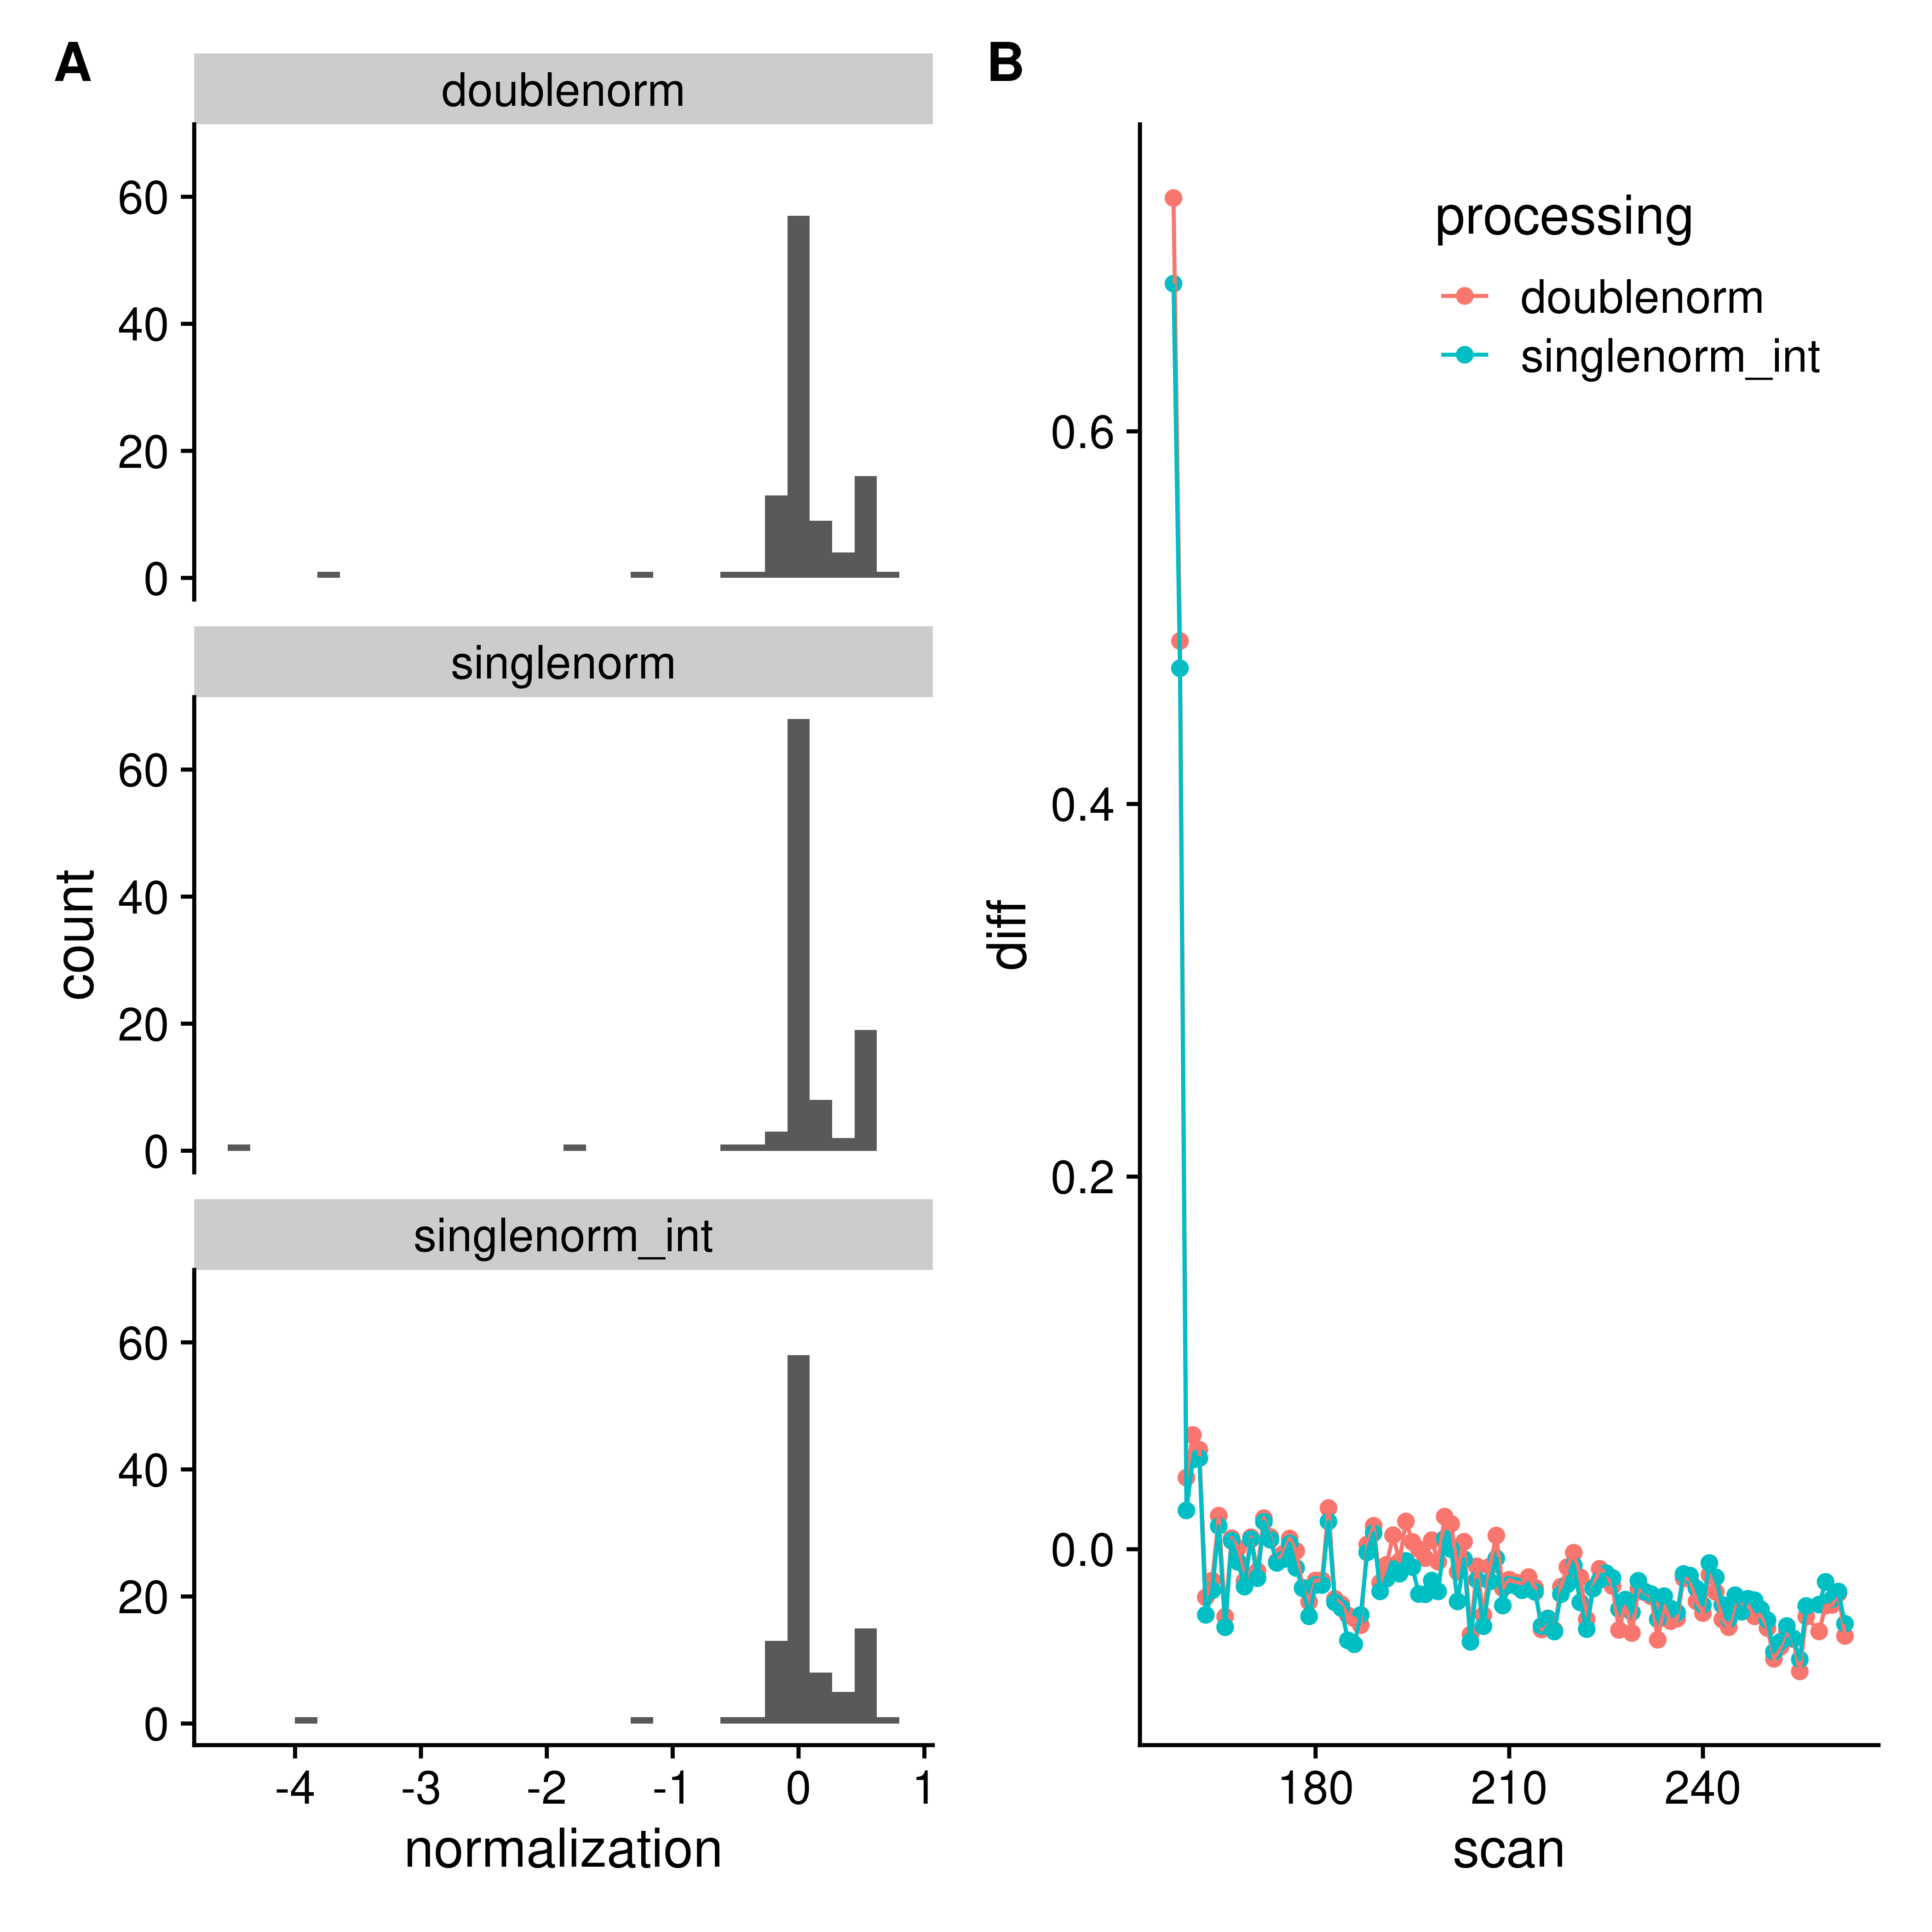 A
doublenorm
60
40
20
0
singlenorm
60
40
20
0
singlenorm_int
60
40
20
0
count
-4 -3 -2 -1 0 1
normalization
B
processing
doublenorm
singlenorm_int
0.6
0.4
0.2
0.0
diff
180 210 240
scan